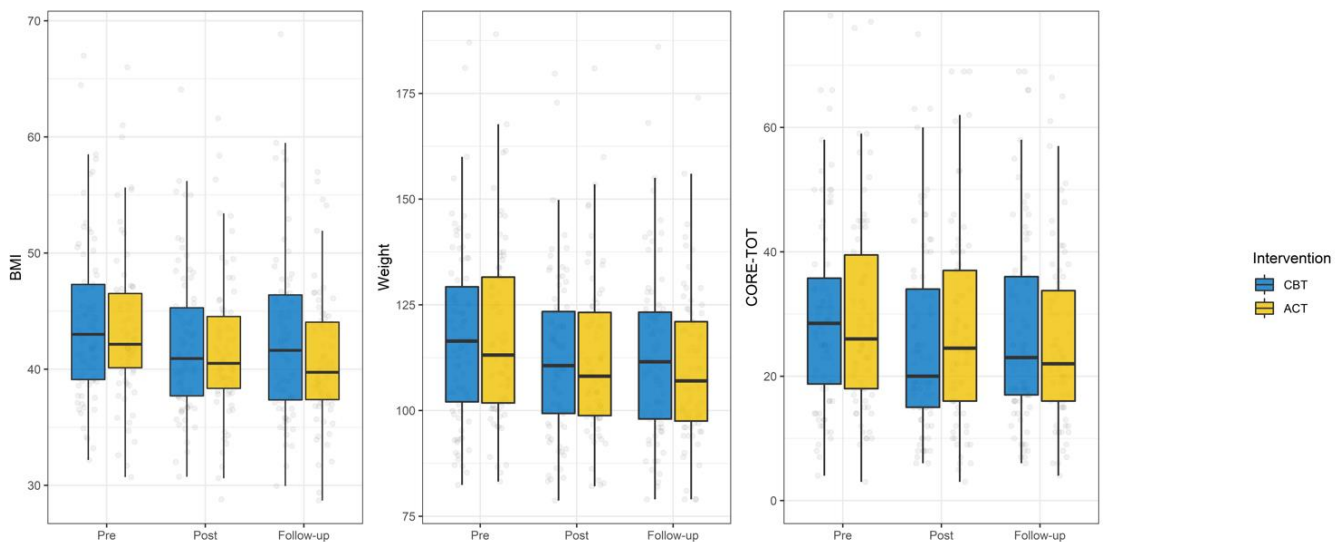 BMI
70
60
50
40
30
Pre
Post
Follow-up
Weight
175
150
125
100
75
Pre
Post
Follow-up
CORE-TOT
60
40
20
0
Pre
Post
Follow-up
Intervention
CBT
ACT